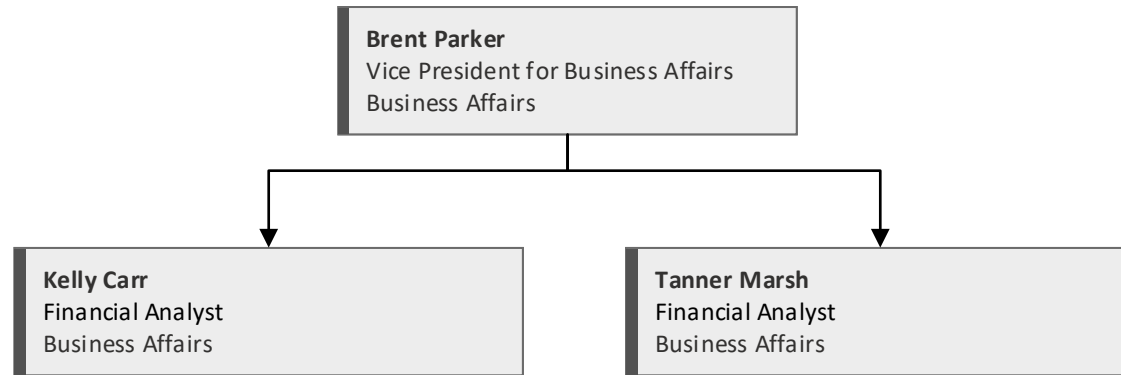 Brent Parker
Vice President for Business Affairs
Business Affairs
Kelly Carr
Financial Analyst
Business Affairs
Tanner Marsh
Financial Analyst
Business Affairs